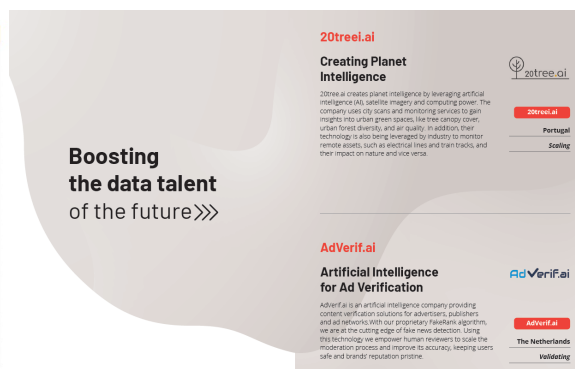 Boosting
the data talent
of the future
20treei.ai
Creating Planet
Intelligence
20tree.ai creates planet intelligence by leveraging artificial
intelligence (AI), satellite imagery and computing power. The
company uses city scans and monitoring services to gain
insights into urban green spaces, like tree canopy cover,
urban forest diversity, and air quality. In addition, their
technology is also being leveraged by industry to monitor
remote assets, such as electrical lines and train tracks, and
their impact on nature and vice versa.
20tree.ai
20treei.ai
Portugal
Scaling
AdVerif.ai
Artificial Intelligence
for Ad Verification
AdVerif.ai is an artificial intelligence company providing
content verification solutions for advertisers, publishers
and ad networks.With our proprietary FakeRank algorithm,
we are at the cutting edge of fake news detection. Using
this technology we empower human reviewers to scale the
moderation process and improve its accuracy, keeping users
safe and brands' reputation pristine.
AdVerif.ai
AdVerif.ai
The Netherlands
Validating